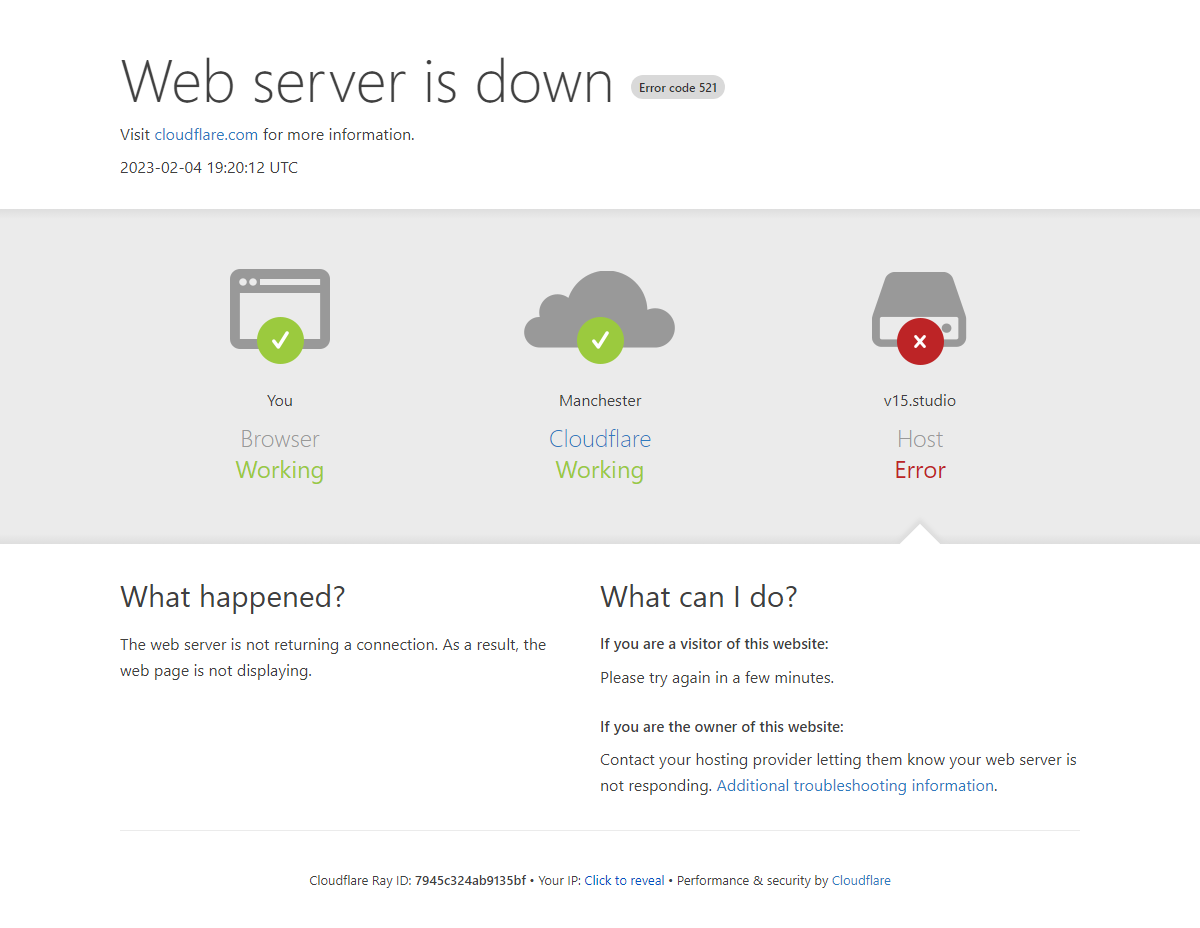 Web server is down Error code 521
Visit cloudflare.com for more information.
2023-02-04 19:20:12 UTC
You
Browser
Working
Manchester
Cloudflare
Working
v15.studio
Host
Error
What happened?
The web server is not returning a connection. As a result, the
web page is not displaying.
What can I do?
If you are a visitor of this website:
Please try again in a few minutes.
If you are the owner of this website:
Contact your hosting provider letting them know your web server is
not responding. Additional troubleshooting information.
Cloudflare Ray ID: 7945c324ab9135bf • Your IP: Click to reveal • Performance & security by Cloudflare